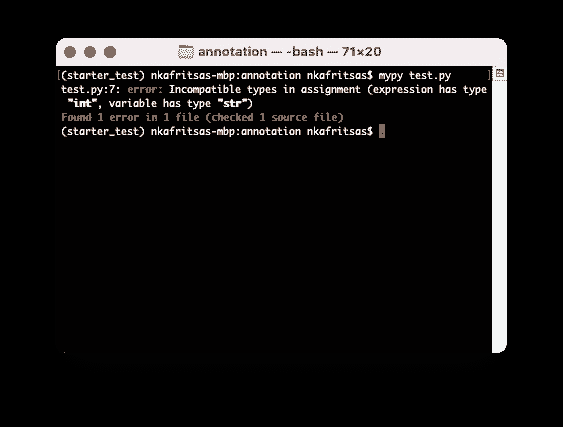 annotation — -bash — 71×20
[(starter_test) nkafritsas-mbp:annotation nkafritsas$ mypy test.py ]
test.py:7: error: Incompatible types in assignment (expression has type
"int", variable has type "str")
Found 1 error in 1 file (checked 1 source file)
(starter_test) nkafritsas-mbp:annotation nkafritsas$